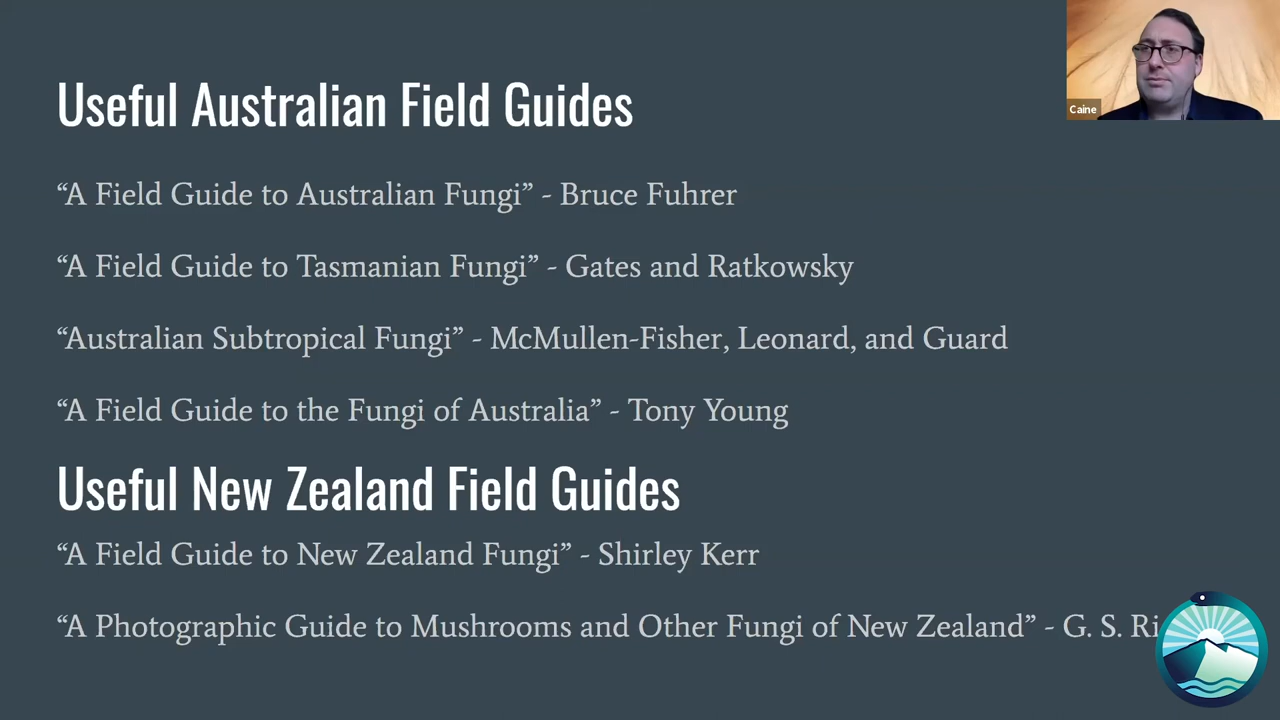 Useful Australian Field Guides
Caine
“A Field Guide to Australian Fungi” - Bruce Fuhrer
“A Field Guide to Tasmanian Fungi” - Gates and Ratkowsky
“Australian Subtropical Fungi” - McMullen-Fisher, Leonard, and Guard
“A Field Guide to the Fungi of Australia” - Tony Young
Useful New Zealand Field Guides
“A Field Guide to New Zealand Fungi” - Shirley Kerr
“A Photographic Guide to Mushrooms and Other Fungi of New Zealand” - G. S.